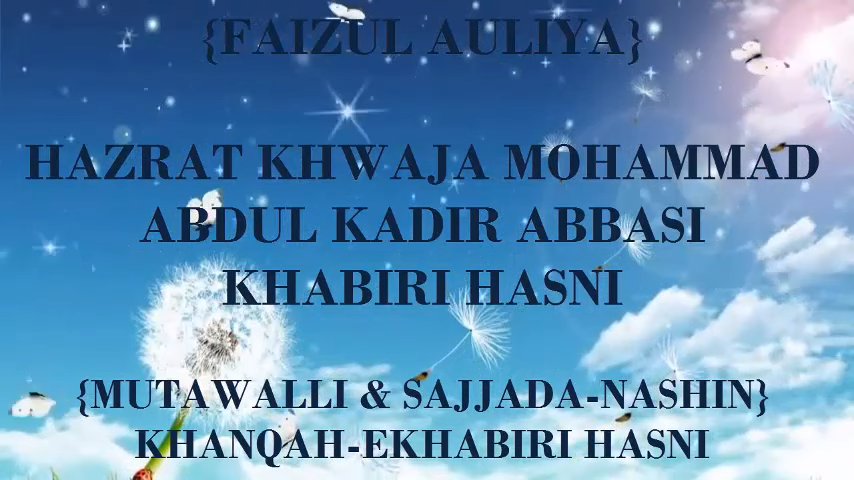 {FAIZUL AULIYA}
HAZRAT KHWAJA MOHAMMAD
ABDUL KADIR ABBASI
KHABIRI HASNI
{MUTAWALLI & SAJJADA-NASHIN}
KHANQAH-EKHABIRI HASNI